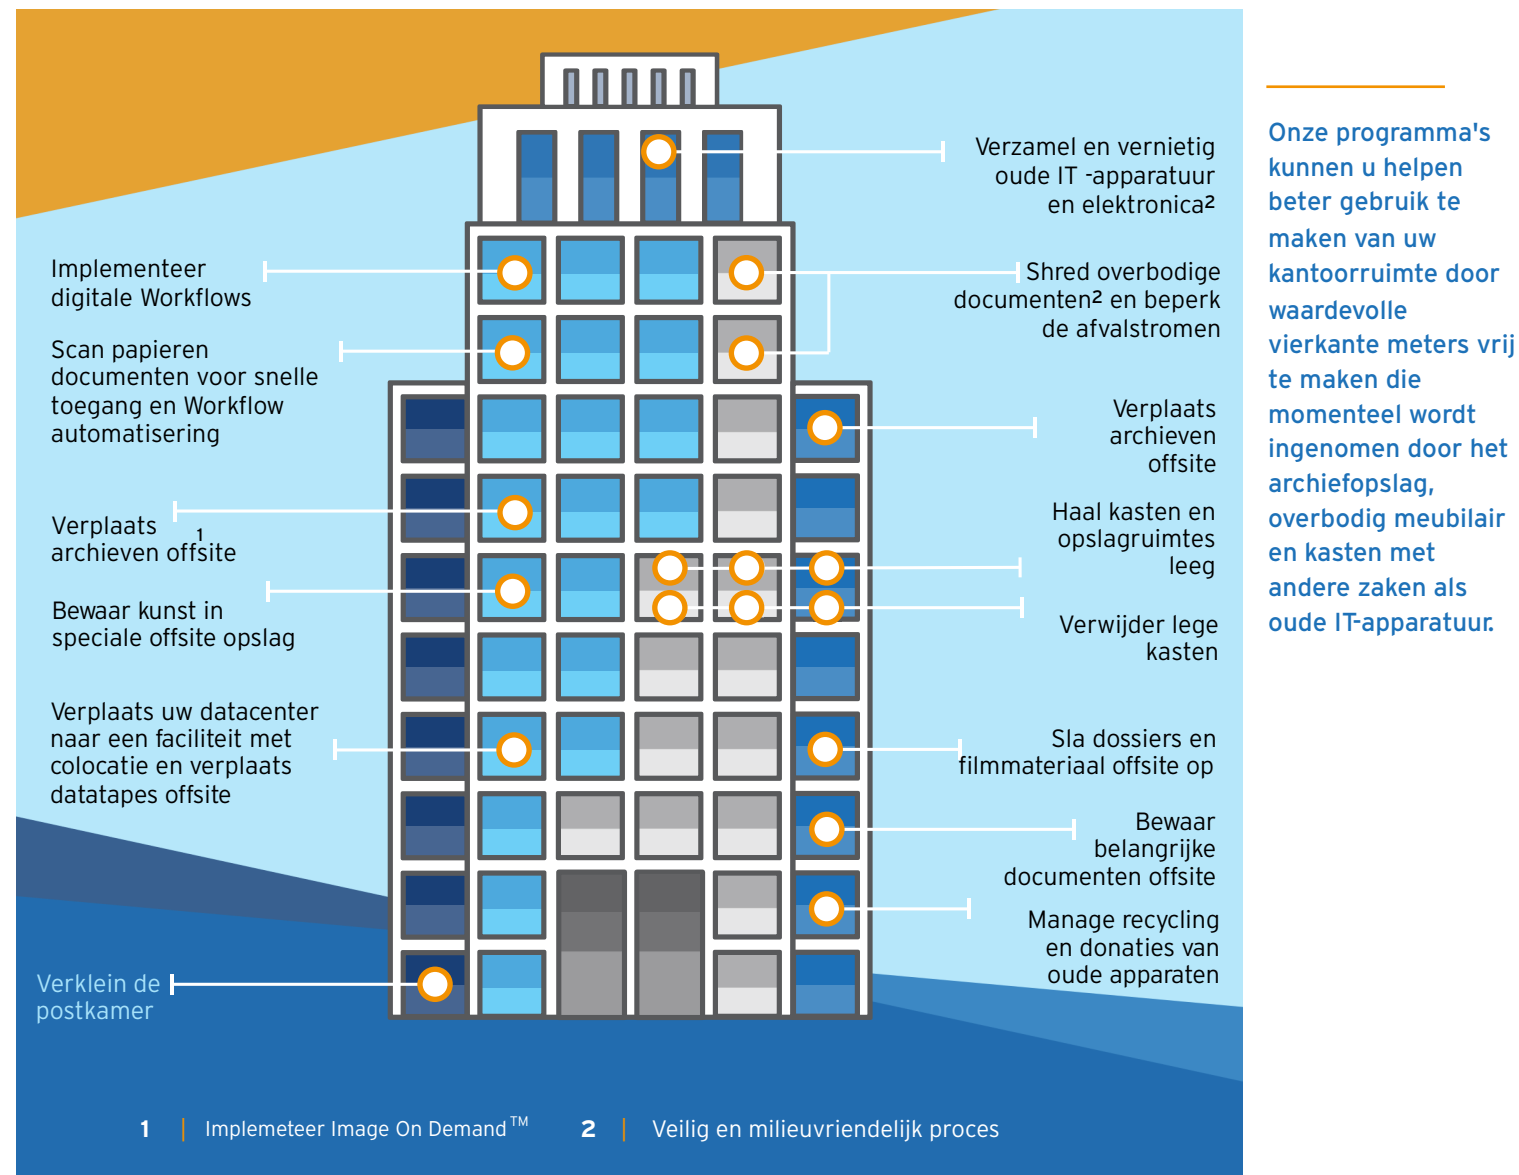 Implementeer
digitale Workflows
Scan papieren
documenten voor snelle
toegang en Workflow
automatisering
Verplaats
archieven offsite 1
Bewaar kunst in
speciale offsite opslag
Verplaats uw datacenter
naar een faciliteit met
colocatie en verplaats
datatapes offsite
Verklein de
postkamer
Verzamel en vernietig
oude IT -apparatuur
en elektronica²
Shred overbodige
documenten² en beperk
de afvalstromen
Verplaats
archieven
offsite
Haal kasten en
opslagruimtes
leeg
Verwijder lege
kasten
Sla dossiers en
filmmateriaal offsite op
Bewaar
belangrijke
documenten offsite
Manage recycling
en donaties van
oude apparaten
1 | Implemeteer Image On Demand™ 2 | Veilig en milieuvriendelijk proces
Onze programma's
kunnen u helpen
beter gebruik te
maken van uw
kantoorruimte door
waardevolle
vierkante meters vrij
te maken die
momenteel wordt
ingenomen door het
archiefopslag,
overbodig meubilair
en kasten met
andere zaken als
oude IT-apparatuur.